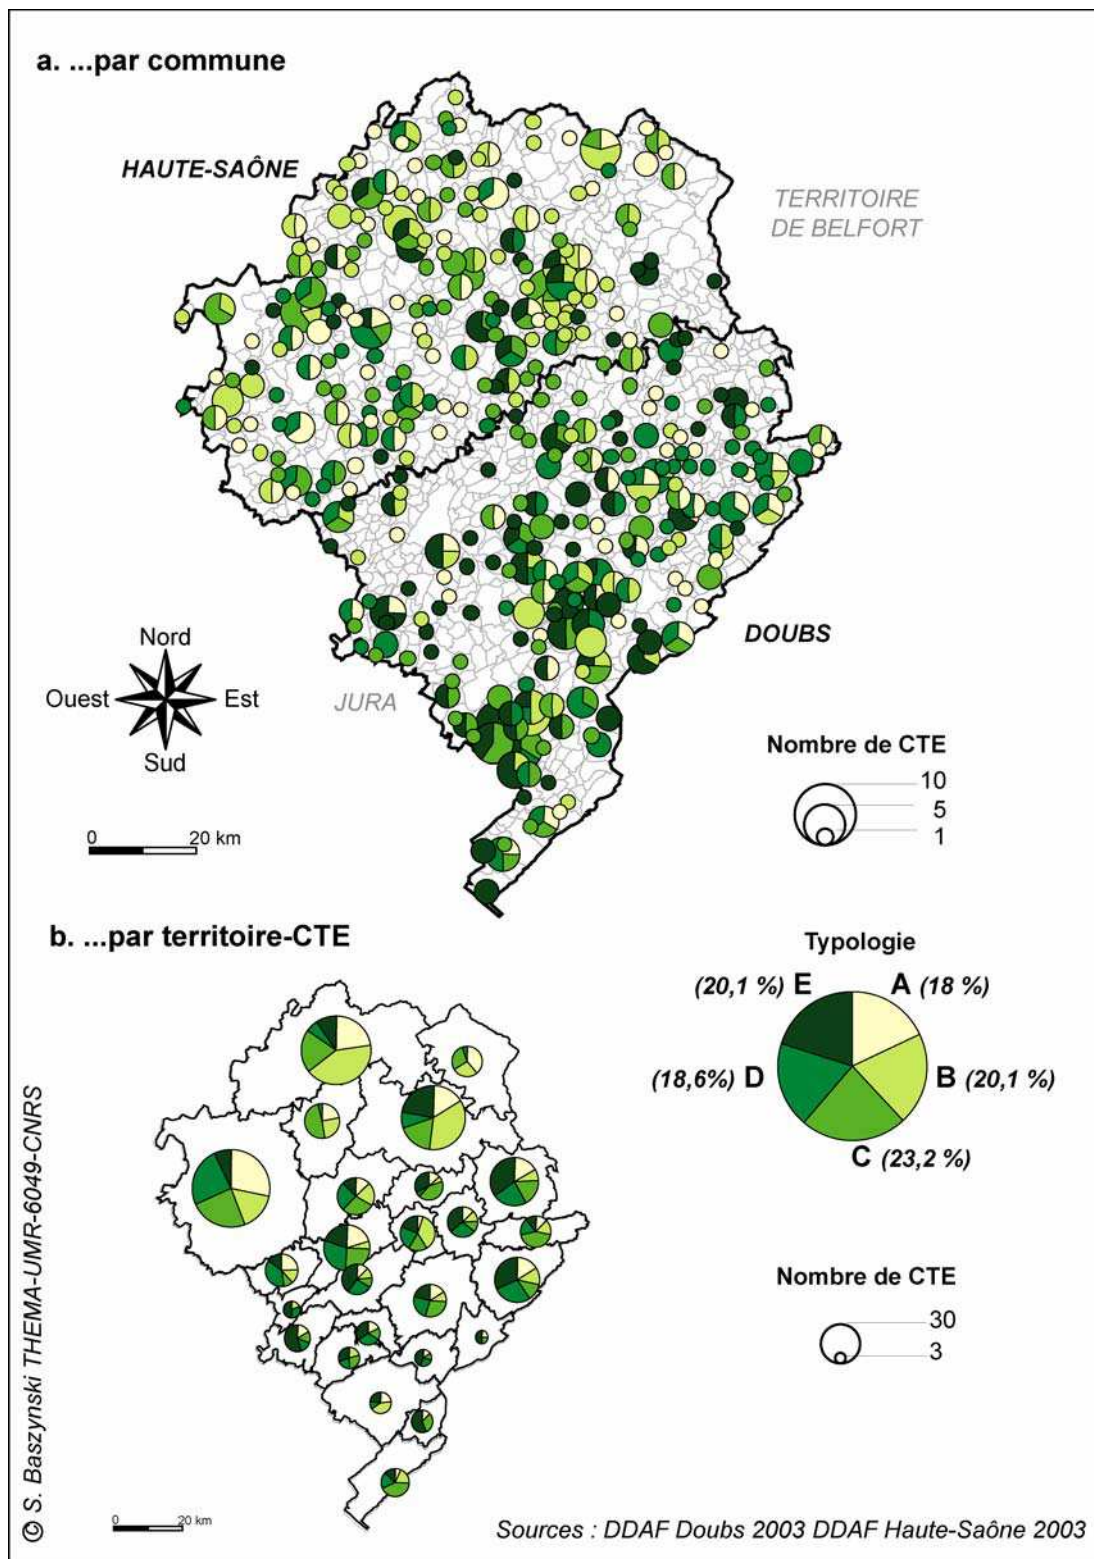 a. ...par commune
HAUTE-SAÔNE
TERRITOIRE
DE BELFORT
DOUBS
JURA
Nord
Ouest
Est
Sud
0
20 km
Nombre de CTE
10
5
1
b. ...par territoire-CTE
Typologie
(20,1 %) E
A (18 %)
(18,6%) D
B (20,1 %)
C (23,2 %)
Nombre de CTE
30
3
0
20 km
© S. Baszynski THEMA-UMR-6049-CNRS
Sources : DDAF Doubs 2003 DDAF Haute-Saône 2003